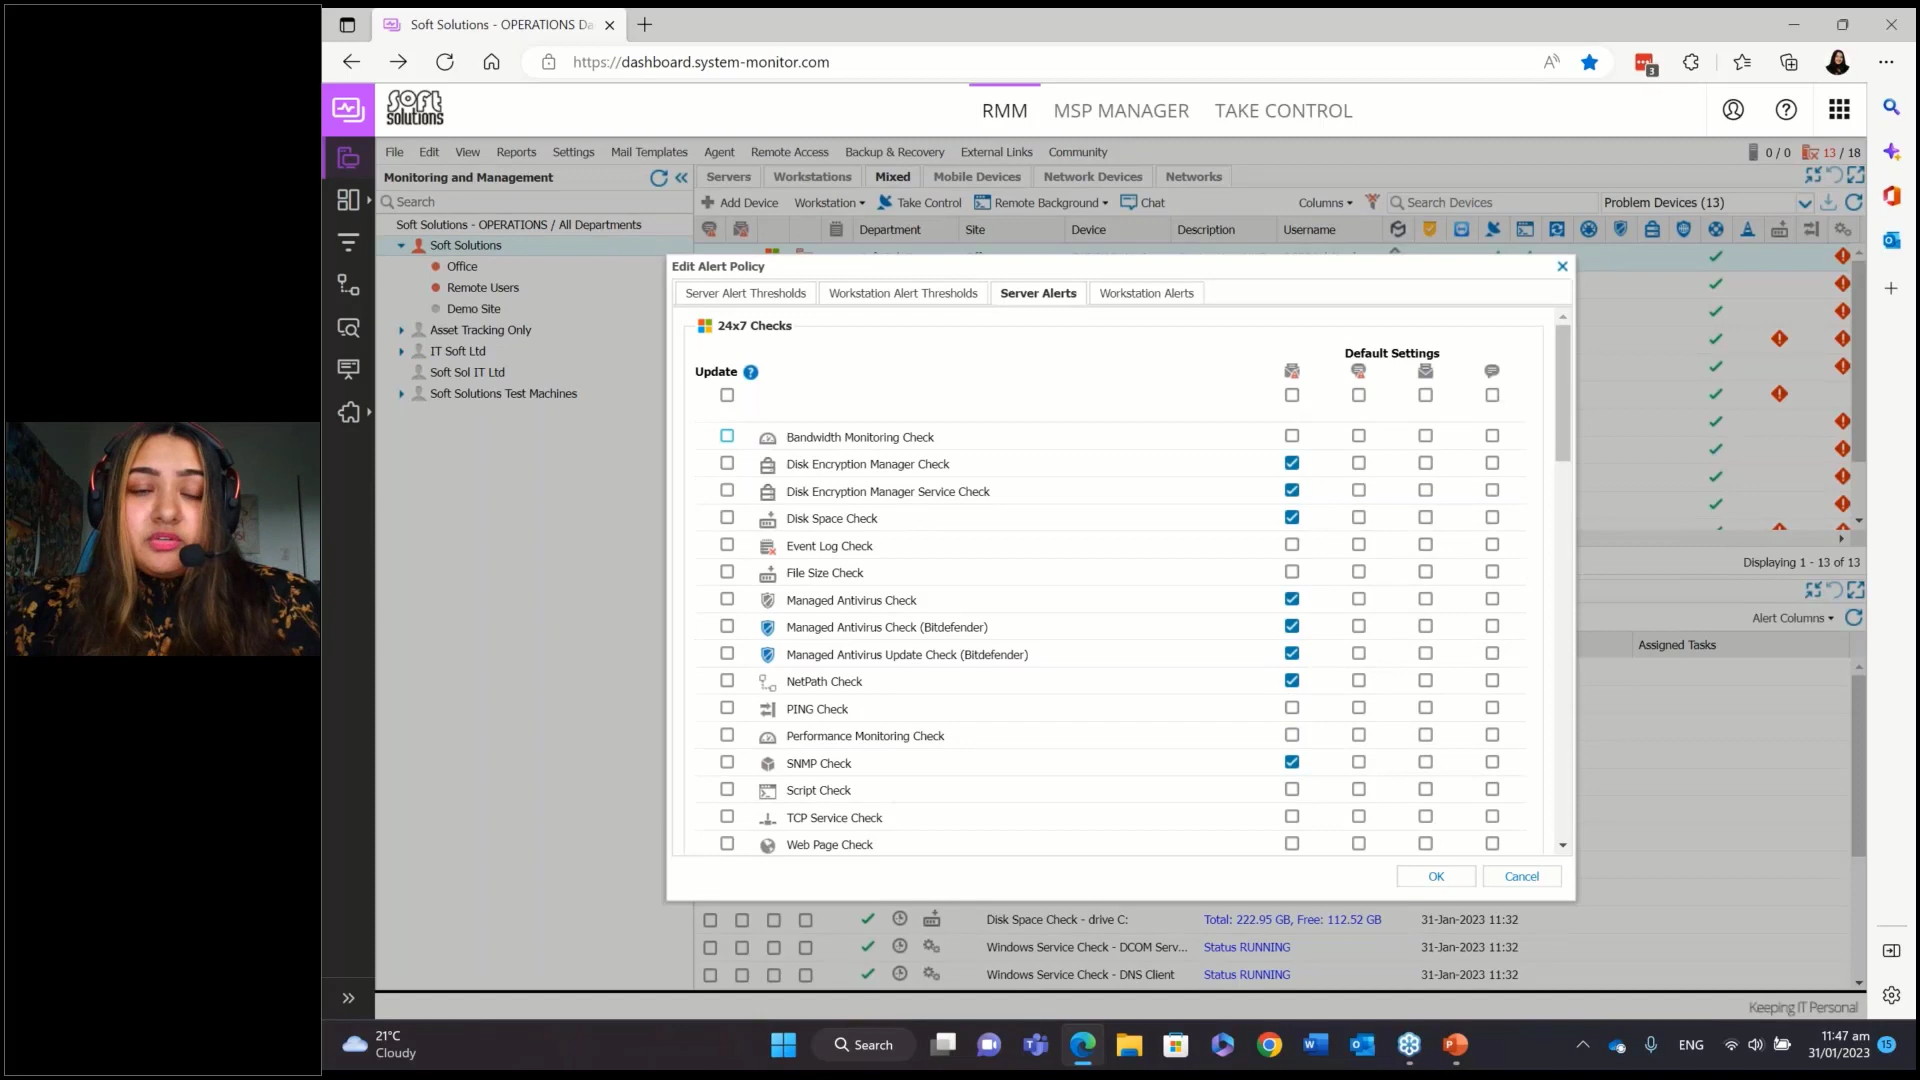 Soft Solutions - OPERATIONS Da
https://dashboard.system-monitor.com
3
soft
solutions
RMM MSP MANAGER TAKE CONTROL
File Edit View Reports Settings Mail Templates Agent Remote Access Backup & Recovery External Links Community
0 / 0 13 / 18
Monitoring and Management
Servers Workstations Mixed Mobile Devices Network Devices Networks
Search
Add Device Workstation Take Control Remote Background Chat Columns Search Devices Problem Devices (13)
Soft Solutions - OPERATIONS / All Departments
Department Site Device Description Username
Soft Solutions
Office
Remote Users
Demo Site
Asset Tracking Only
IT Soft Ltd
Soft Sol IT Ltd
Soft Solutions Test Machines
Edit Alert Policy
Server Alert Thresholds Workstation Alert Thresholds Server Alerts Workstation Alerts
24x7 Checks
Default Settings
Update ?
Bandwidth Monitoring Check
Disk Encryption Manager Check
Disk Encryption Manager Service Check
Disk Space Check
Event Log Check
File Size Check
Managed Antivirus Check
Managed Antivirus Check (Bitdefender)
Managed Antivirus Update Check (Bitdefender)
NetPath Check
PING Check
Performance Monitoring Check
SNMP Check
Script Check
TCP Service Check
Web Page Check
OK Cancel
Displaying 1 - 13 of 13
Alert Columns
Assigned Tasks
Disk Space Check - drive C: Total: 222.95 GB, Free: 112.52 GB 31-Jan-2023 11:32
Windows Service Check - DCOM Serv... Status RUNNING 31-Jan-2023 11:32
Windows Service Check - DNS Client Status RUNNING 31-Jan-2023 11:32
Keeping IT Personal
21°C
Cloudy
Search
ENG
11:47 am
31/01/2023
15